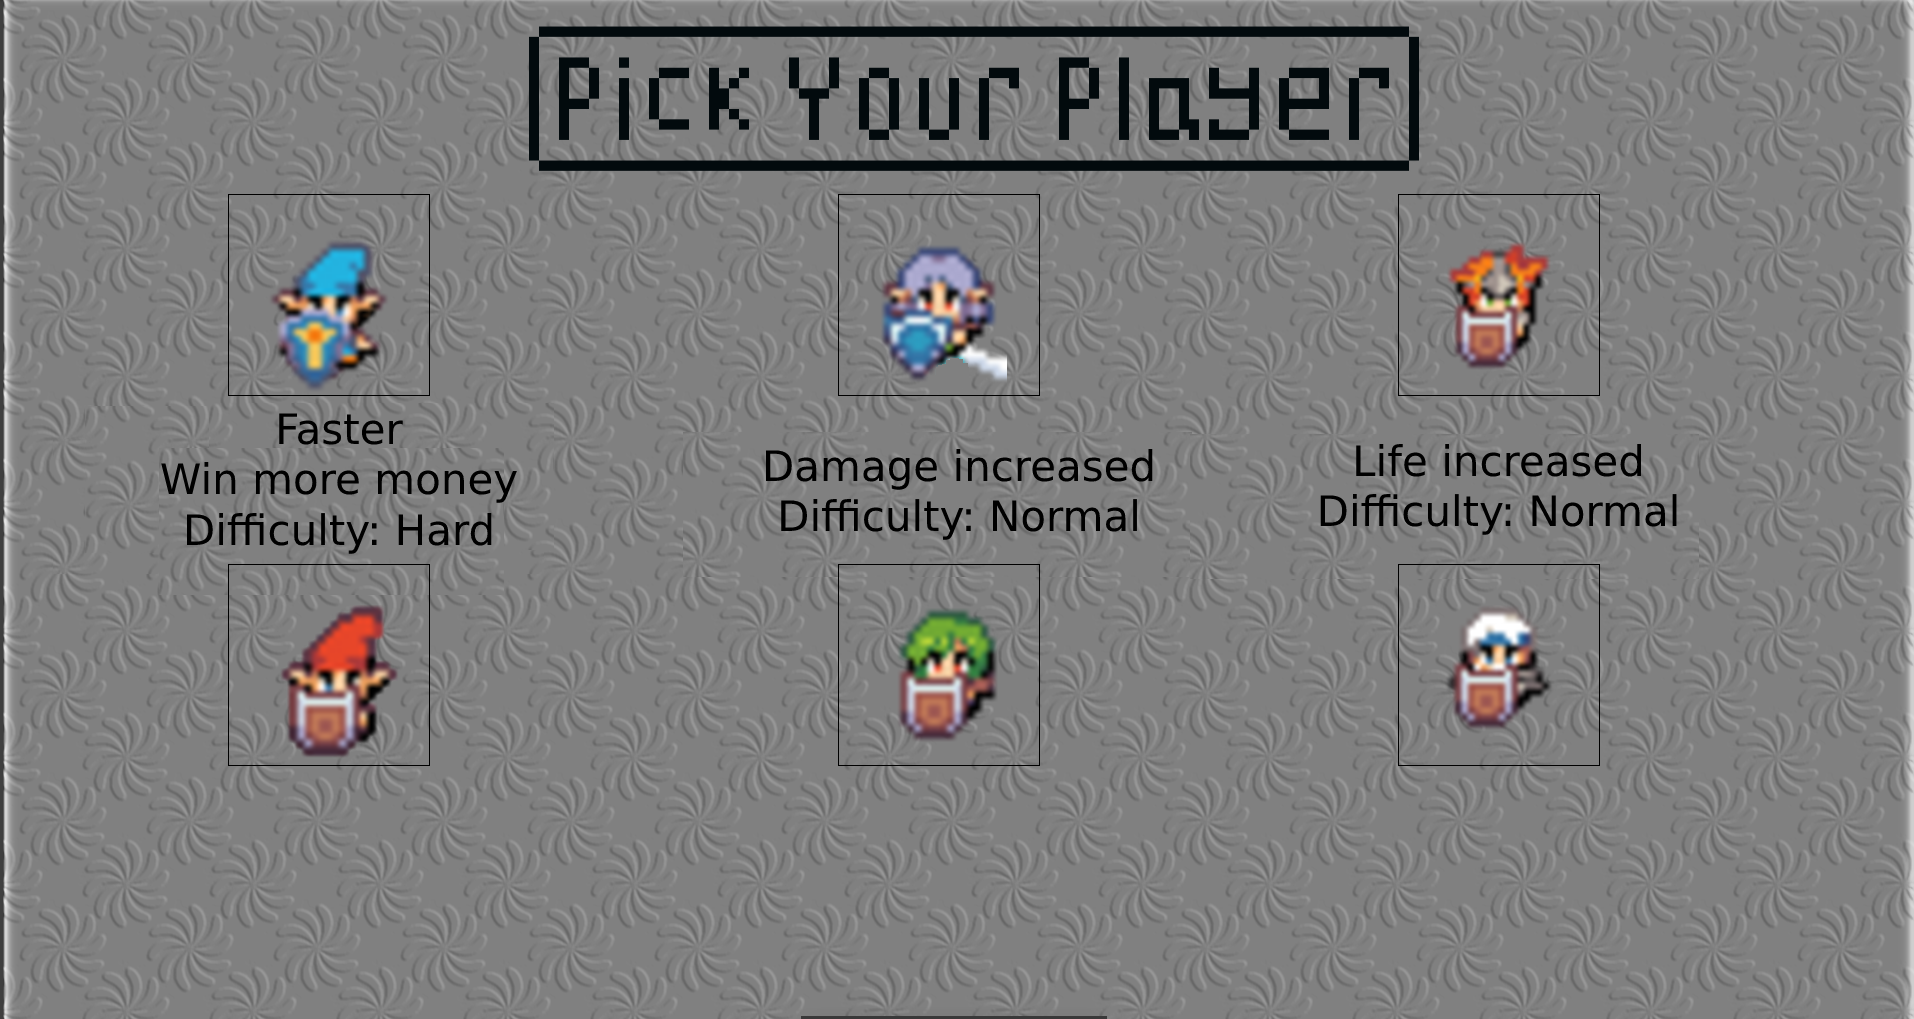 Pick Your Player
Faster
Win more money
Difficulty: Hard
Damage increased
Difficulty: Normal
Life increased
Difficulty: Normal